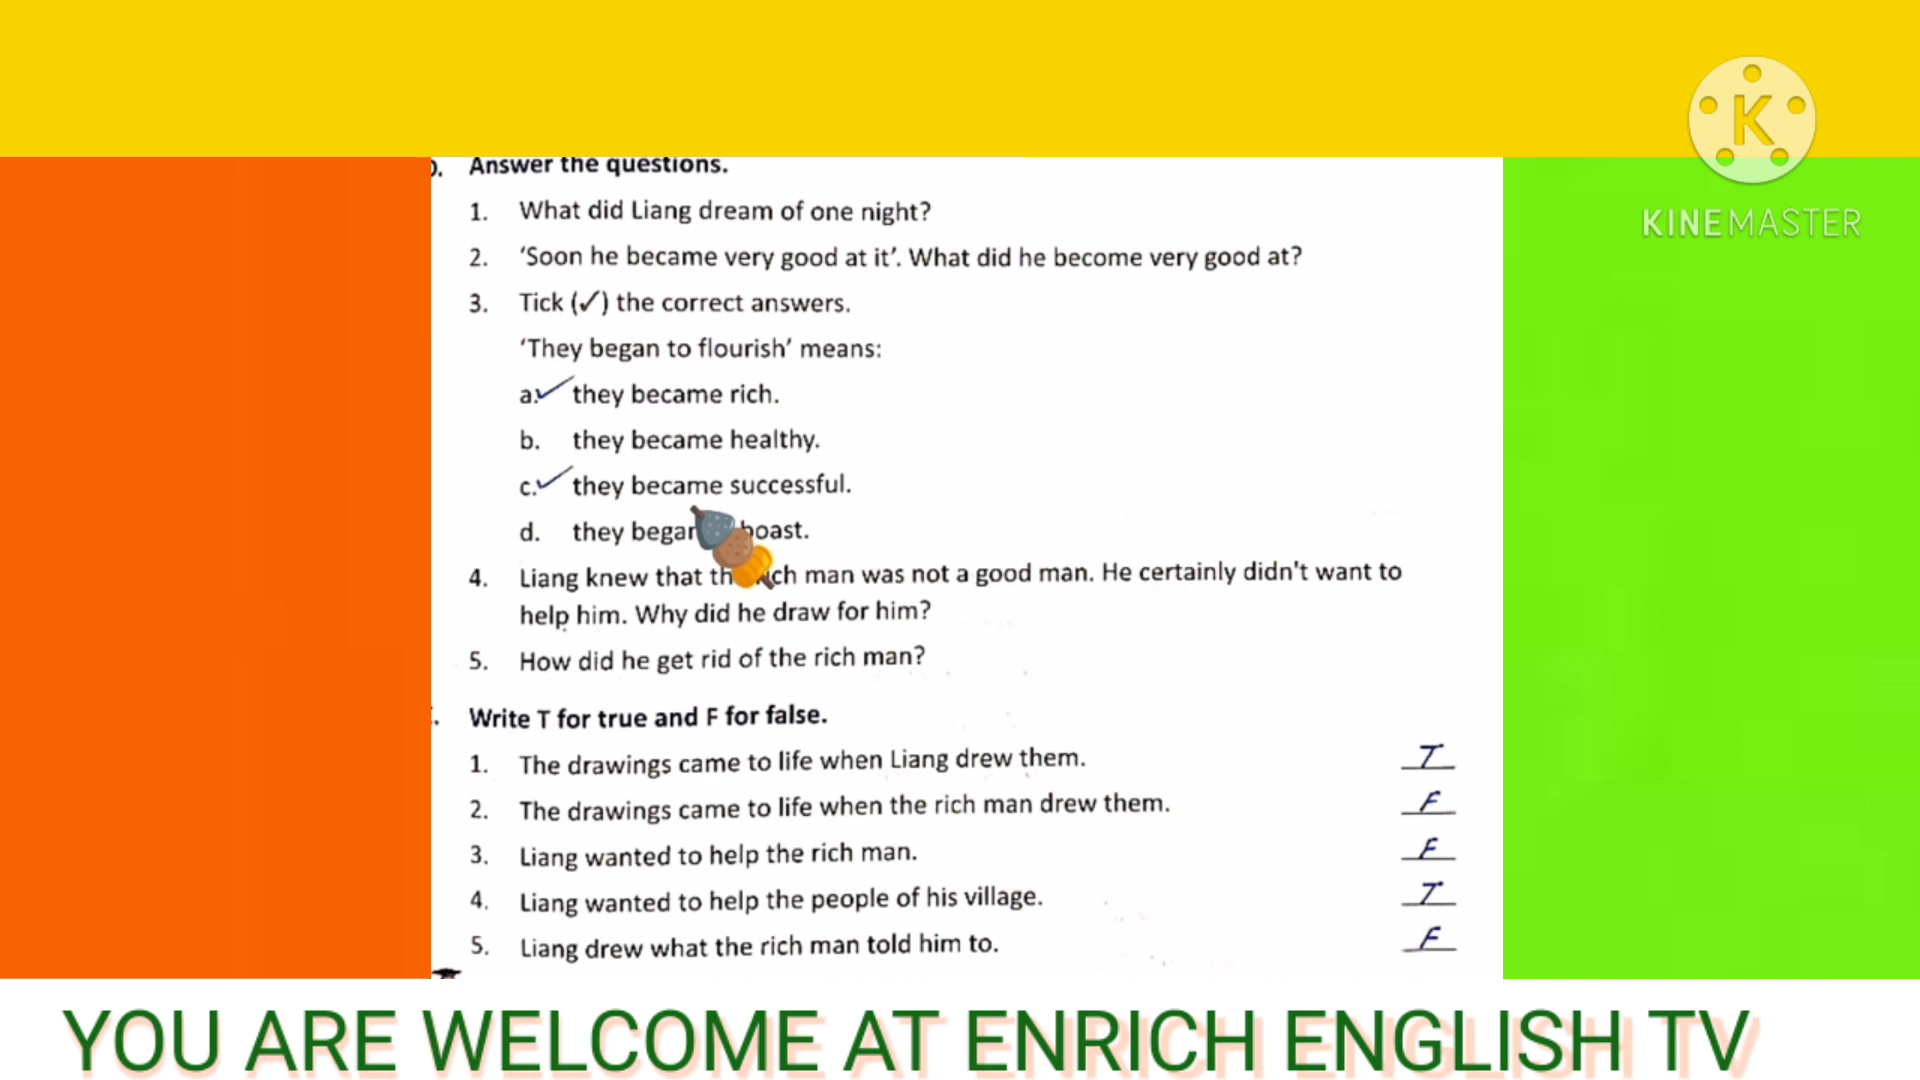 K
KINEMASTER
Answer the questions.
1. What did Liang dream of one night?
2. ‘Soon he became very good at it’. What did he become very good at?
3. Tick (✓) the correct answers.
‘They began to flourish’ means:
a. ✓ they became rich.
b. they became healthy.
c. ✓ they became successful.
d. they began boast.
4. Liang knew that the rich man was not a good man. He certainly didn't want to
help him. Why did he draw for him?
5. How did he get rid of the rich man?
Write T for true and F for false.
1. The drawings came to life when Liang drew them. T
2. The drawings came to life when the rich man drew them. F
3. Liang wanted to help the rich man. F
4. Liang wanted to help the people of his village. T
5. Liang drew what the rich man told him to. F
YOU ARE WELCOME AT ENRICH ENGLISH TV